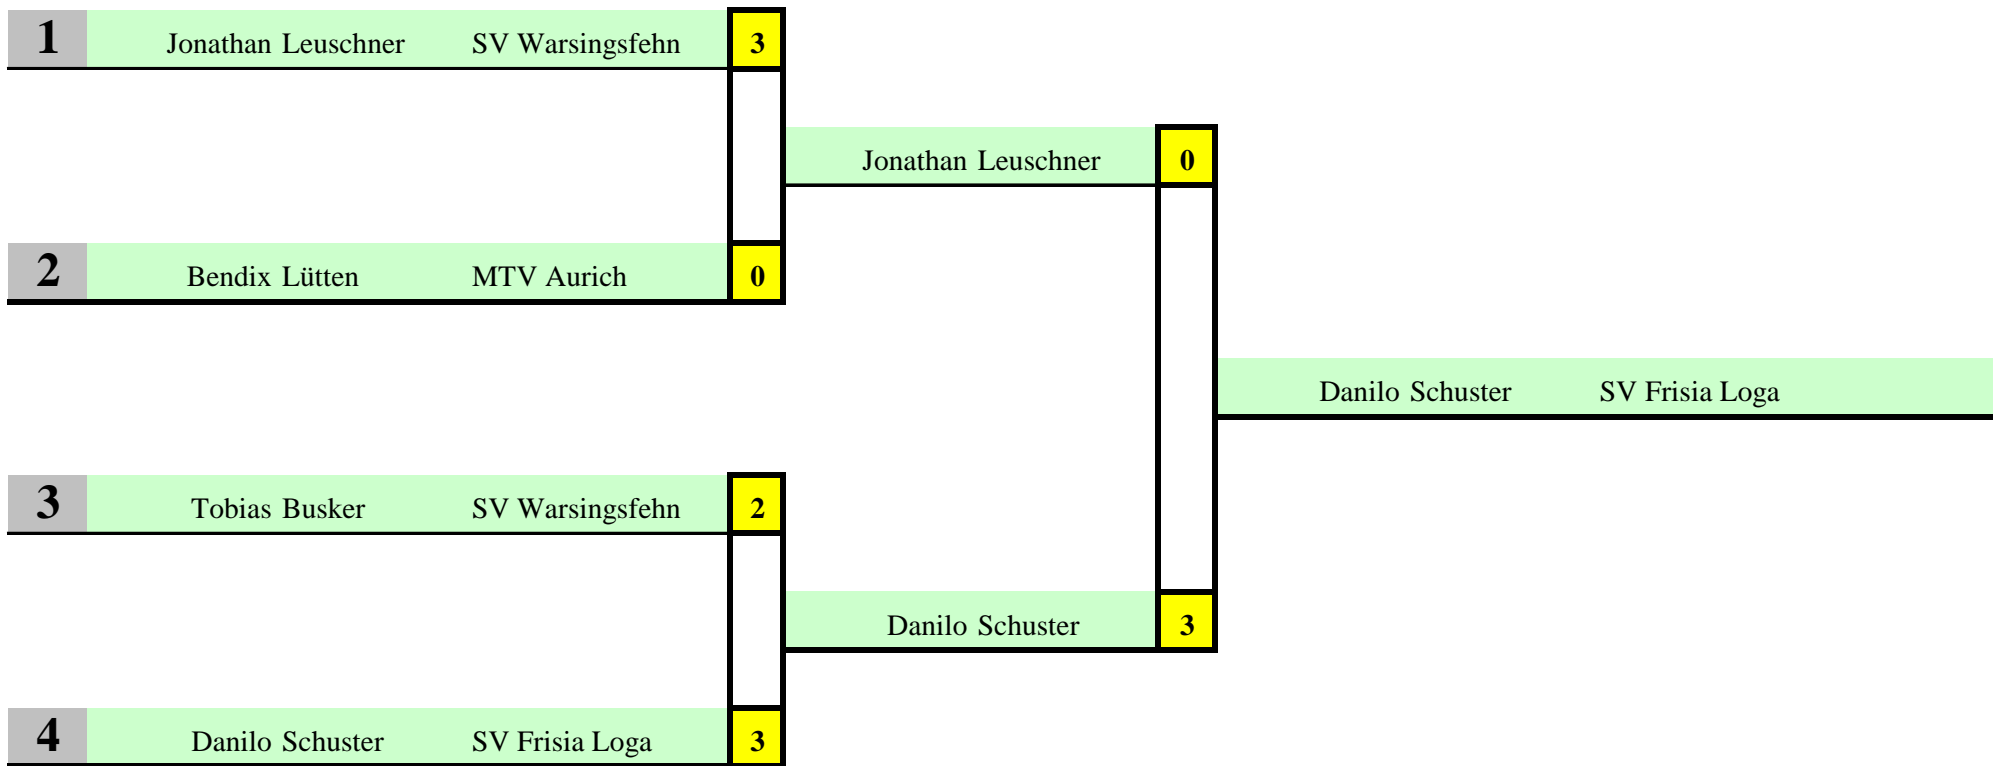 1 Jonathan Leuschner SV Warsingsfehn 3
Jonathan Leuschner 0
2 Bendix Lütten MTV Aurich 0
Danilo Schuster SV Frisia Loga
3 Tobias Busker SV Warsingsfehn 2
Danilo Schuster 3
4 Danilo Schuster SV Frisia Loga 3